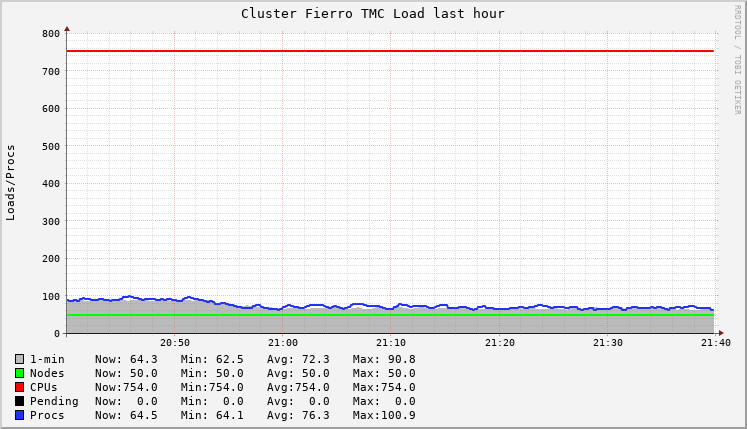 Cluster Fierro TMC Load last hour
RRDTOOL / TOBI OETIKER
Loads/Procs
800
700
600
500
400
300
200
100
0
20:50 21:00 21:10 21:20 21:30 21:40
1-min Now: 64.3 Min: 62.5 Avg: 72.3 Max: 90.8
Nodes Now: 50.0 Min: 50.0 Avg: 50.0 Max: 50.0
CPUs Now:754.0 Min:754.0 Avg:754.0 Max:754.0
Pending Now: 0.0 Min: 0.0 Avg: 0.0 Max: 0.0
Procs Now: 64.5 Min: 64.1 Avg: 76.3 Max:100.9